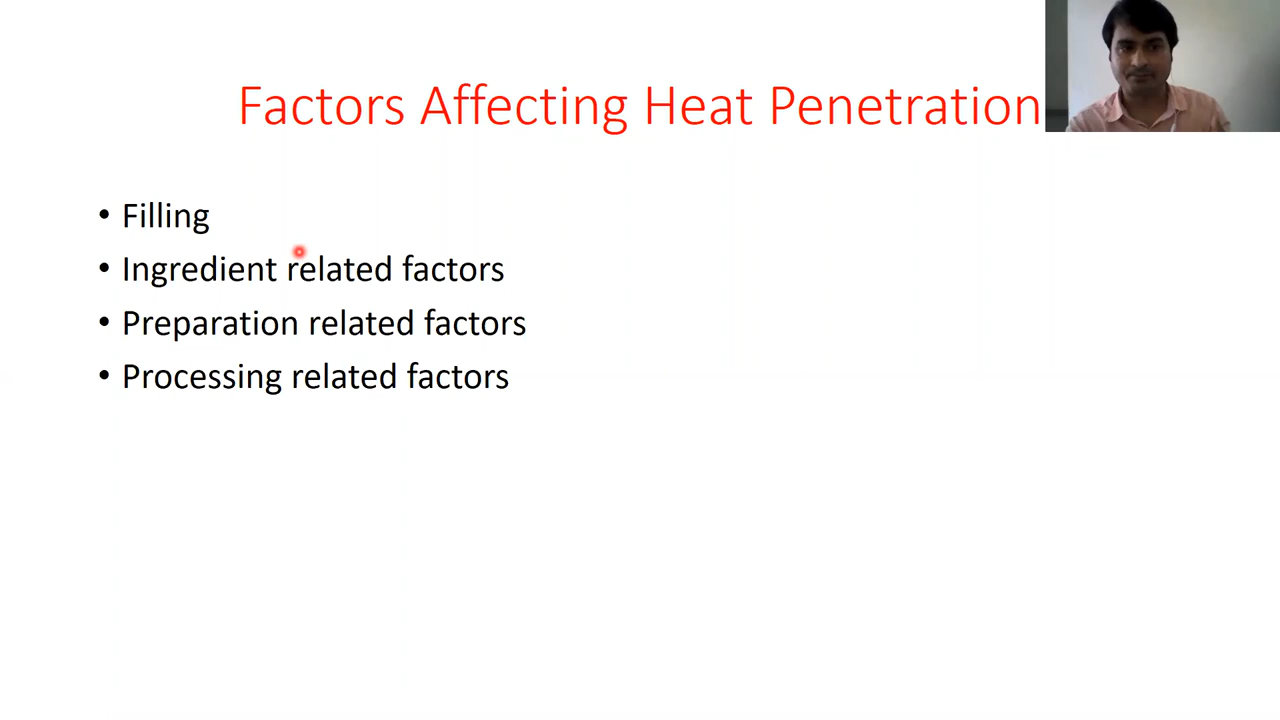 Factors Affecting Heat Penetration
• Filling
• Ingredient related factors
• Preparation related factors
• Processing related factors